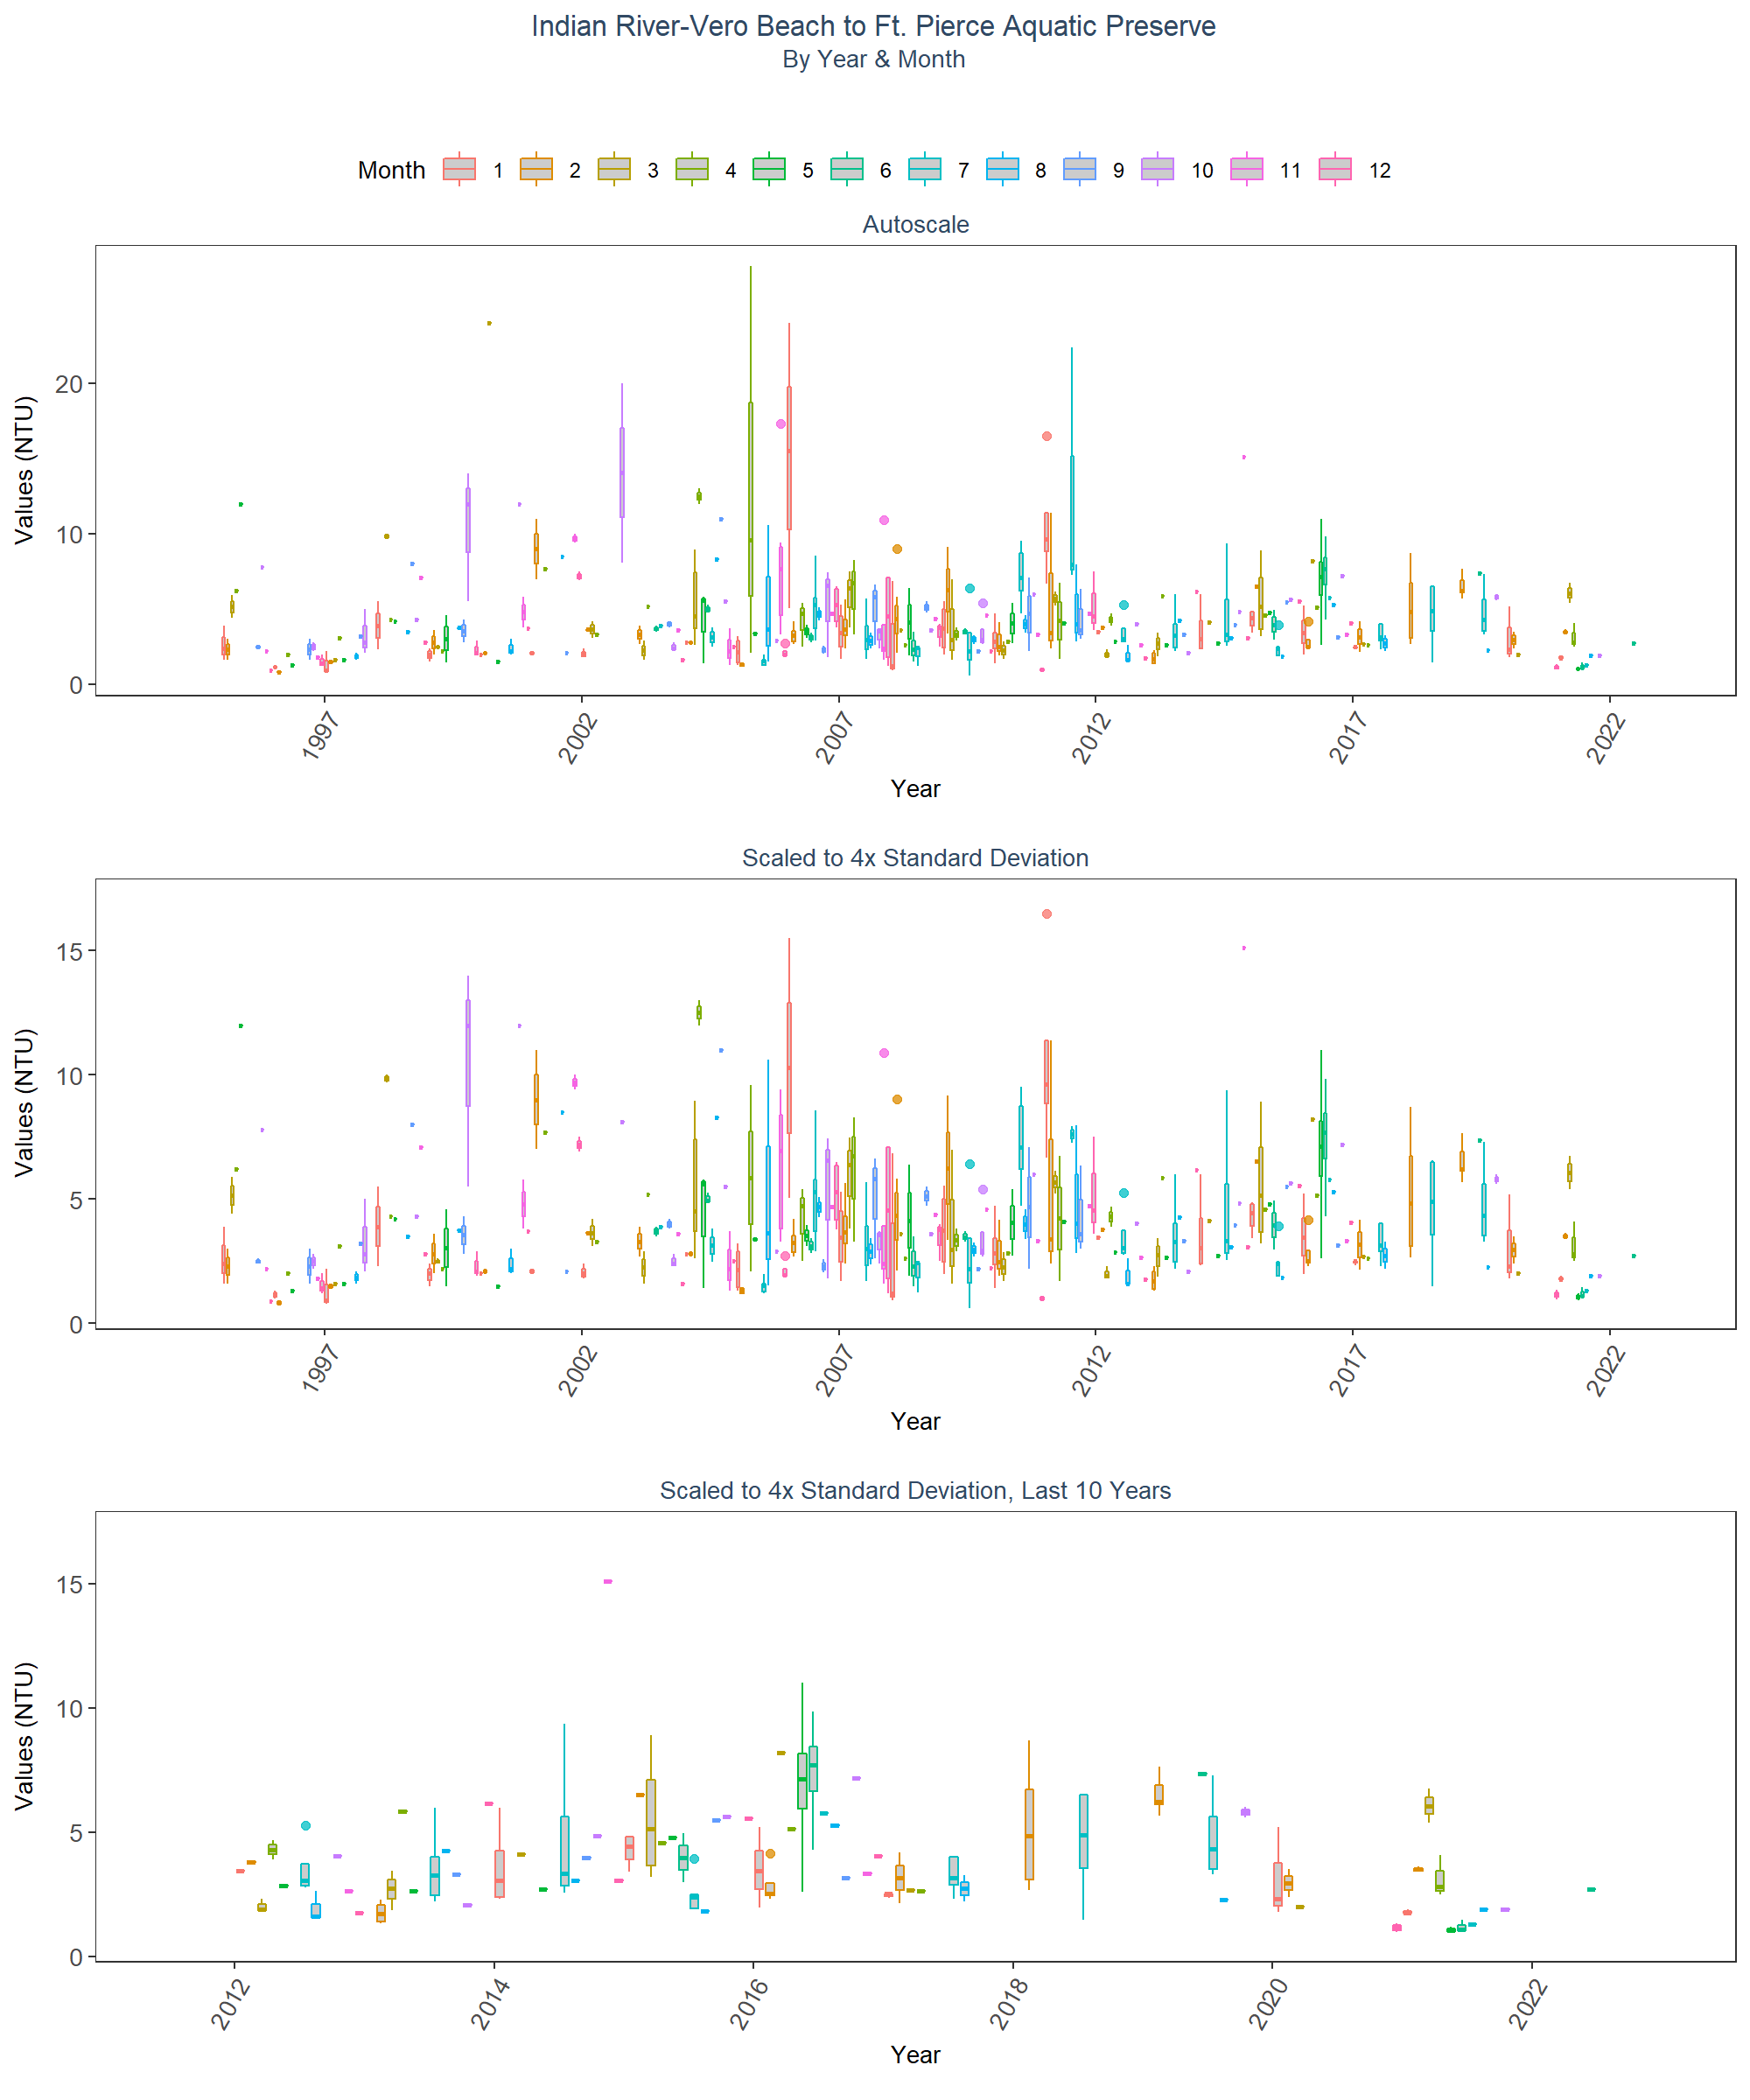 Indian River-Vero Beach to Ft. Pierce Aquatic Preserve
By Year & Month
Month 1 2 3 4 5 6 7 8 9 10 11 12
Autoscale
Values (NTU)
20
10
0
1997 2002 2007 2012 2017 2022
Year
Scaled to 4x Standard Deviation
Values (NTU)
15
10
5
0
1997 2002 2007 2012 2017 2022
Year
Scaled to 4x Standard Deviation, Last 10 Years
Values (NTU)
15
10
5
0
2012 2014 2016 2018 2020 2022
Year